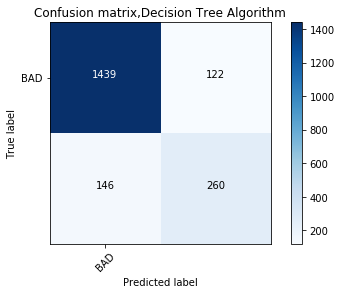 Confusion matrix,Decision Tree Algorithm
1400
1439
122
BAD
1200
1000
True label
800
600
146
260
400
200
BAD
Predicted label